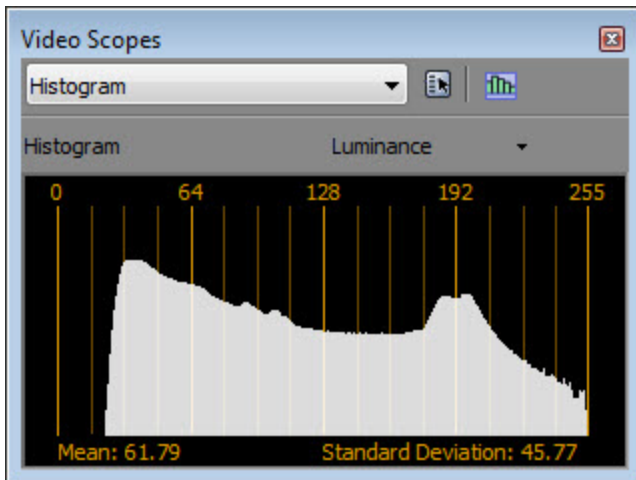 Video Scopes
Histogram
Histogram Luminance
0 64 128 192 255
Mean: 61.79 Standard Deviation: 45.77